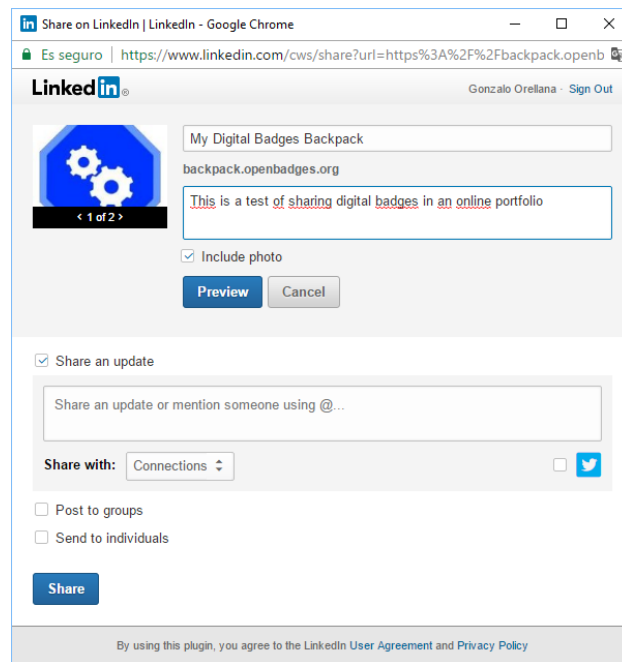 in Share on LinkedIn | LinkedIn - Google Chrome
Es seguro | https://www.linkedin.com/cws/share?url=https%3A%2F%2Fbackpack.openb
Linked in ®
Gonzalo Orellana · Sign Out
My Digital Badges Backpack
backpack.openbadges.org
This is a test of sharing digital badges in an online portfolio
< 1 of 2 >
Include photo
Preview Cancel
Share an update
Share an update or mention someone using @...
Share with: Connections
Post to groups
Send to individuals
Share
By using this plugin, you agree to the LinkedIn User Agreement and Privacy Policy